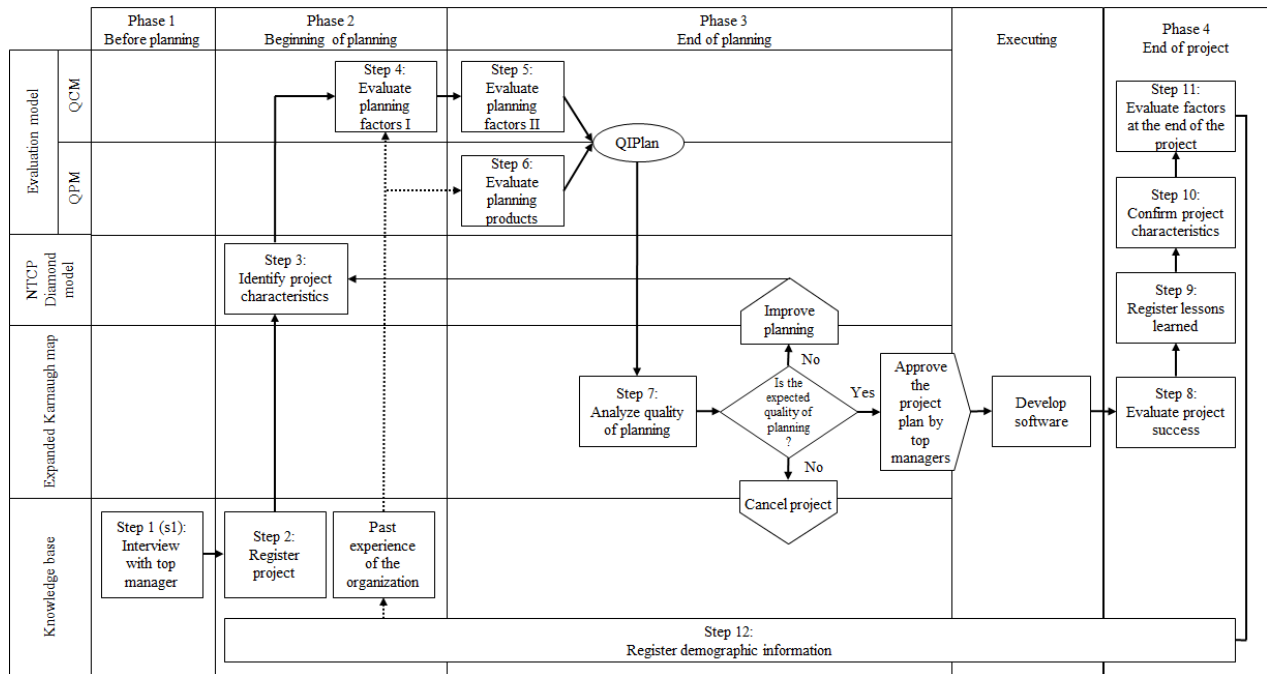 Phase 1
Before planning
Phase 2
Beginning of planning
Phase 3
End of planning
Executing
Phase 4
End of project
Evaluation model
QCM
QPM
NTCP
Diamond
model
Expanded Karnaugh map
Knowledge base
Step 4:
Evaluate
planning
factors I
Step 5:
Evaluate
planning
factors II
QIPlan
Step 6:
Evaluate
planning
products
Step 11:
Evaluate factors
at the end of the
project
Step 10:
Confirm project
characteristics
Step 3:
Identify project
characteristics
Step 9:
Register lessons
learned
Improve
planning
No
Step 7:
Analyze quality
of planning
Is the
expected
quality of
planning
?
Yes
Approve
the
project
plan by
top
managers
Develop
software
Step 8:
Evaluate project
success
No
Cancel project
Step 1 (s1):
Interview
with top
manager
Step 2:
Register
project
Past
experience
of the
organization
Step 12:
Register demographic information